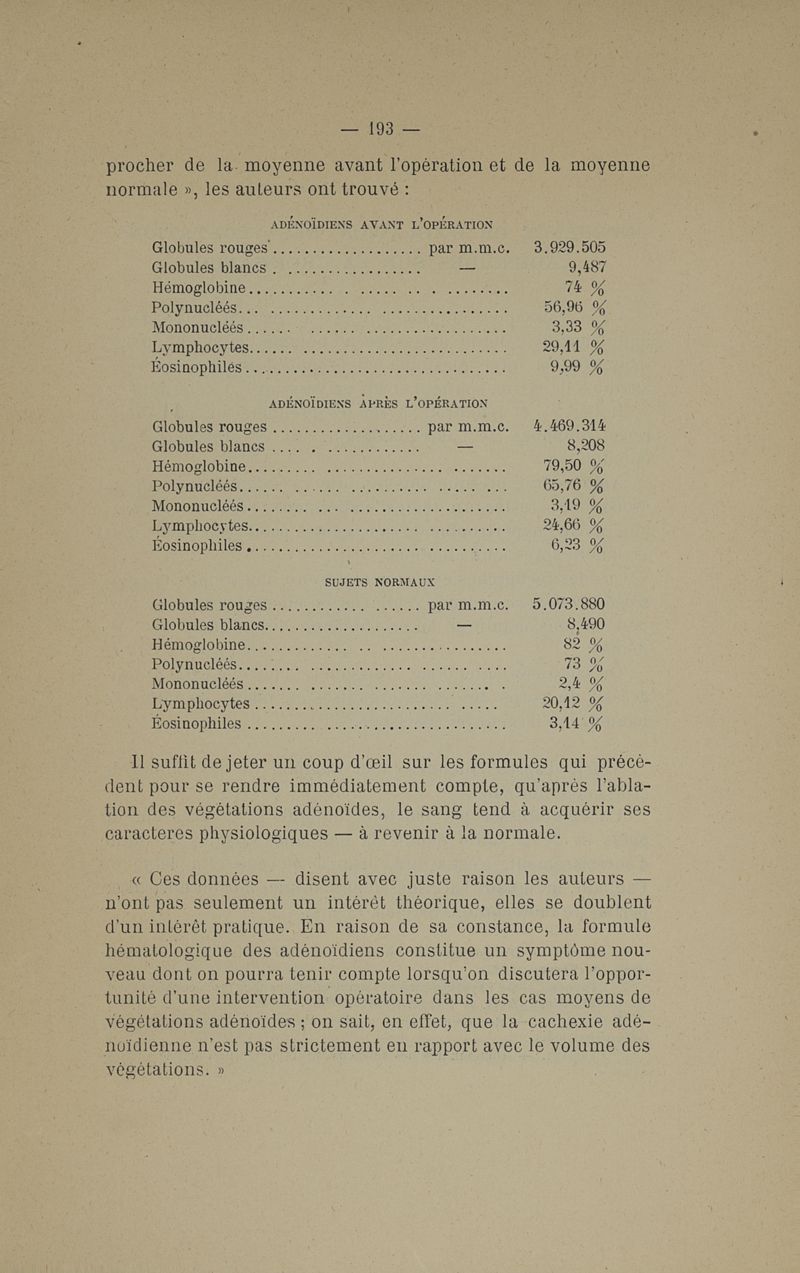 — 193 —
procher de la moyenne avant l'opération et de la moyenne
normale », les auteurs ont trouvé :
ADÉNOÏDIENS AVANT L'OPÉRATION
Globules rouges ................... par m.m.c. 3.929.505
Globules blancs ................... — 9,487
Hémoglobine ................... 74 %
Polynucléés ................... 56,96 %
Mononucléés ................... 3,33 %
Lymphocytes ................... 29,11 %
Éosinophiles ................... 9,99 %
ADÉNOÏDIENS APRÈS L'OPÉRATION
Globules rouges ................... par m.m.c. 4.469.314
Globules blancs ................... — 8,208
Hémoglobine ................... 79,50 %
Polynucléés ................... 65,76 %
Mononucléés ................... 3,19 %
Lymphocytes ................... 24,66 %
Éosinophiles ................... 6,23 %
SUJETS NORMAUX
Globules rouges ................... par m.m.c. 5.073.880
Globules blancs ................... — 8,490
Hémoglobine ................... 82 %
Polynucléés ................... 73 %
Mononucléés ................... 2,4 %
Lymphocytes ................... 20,12 %
Éosinophiles ................... 3,14 %
Il suffit de jeter un coup d'œil sur les formules qui précé-
dent pour se rendre immédiatement compte, qu'après l'abla-
tion des végétations adénoïdes, le sang tend à acquérir ses
caracteres physiologiques — à revenir à la normale.
« Ces données — disent avec juste raison les auteurs —
n'ont pas seulement un intérêt théorique, elles se doublent
d'un intérêt pratique. En raison de sa constance, la formule
hématologique des adénoïdiens constitue un symptôme nou-
veau dont on pourra tenir compte lorsqu'on discutera l'oppor-
tunité d'une intervention opératoire dans les cas moyens de
végétations adénoïdes ; on sait, en effet, que la cachexie adé-
noïdienne n'est pas strictement en rapport avec le volume des
végétations. »